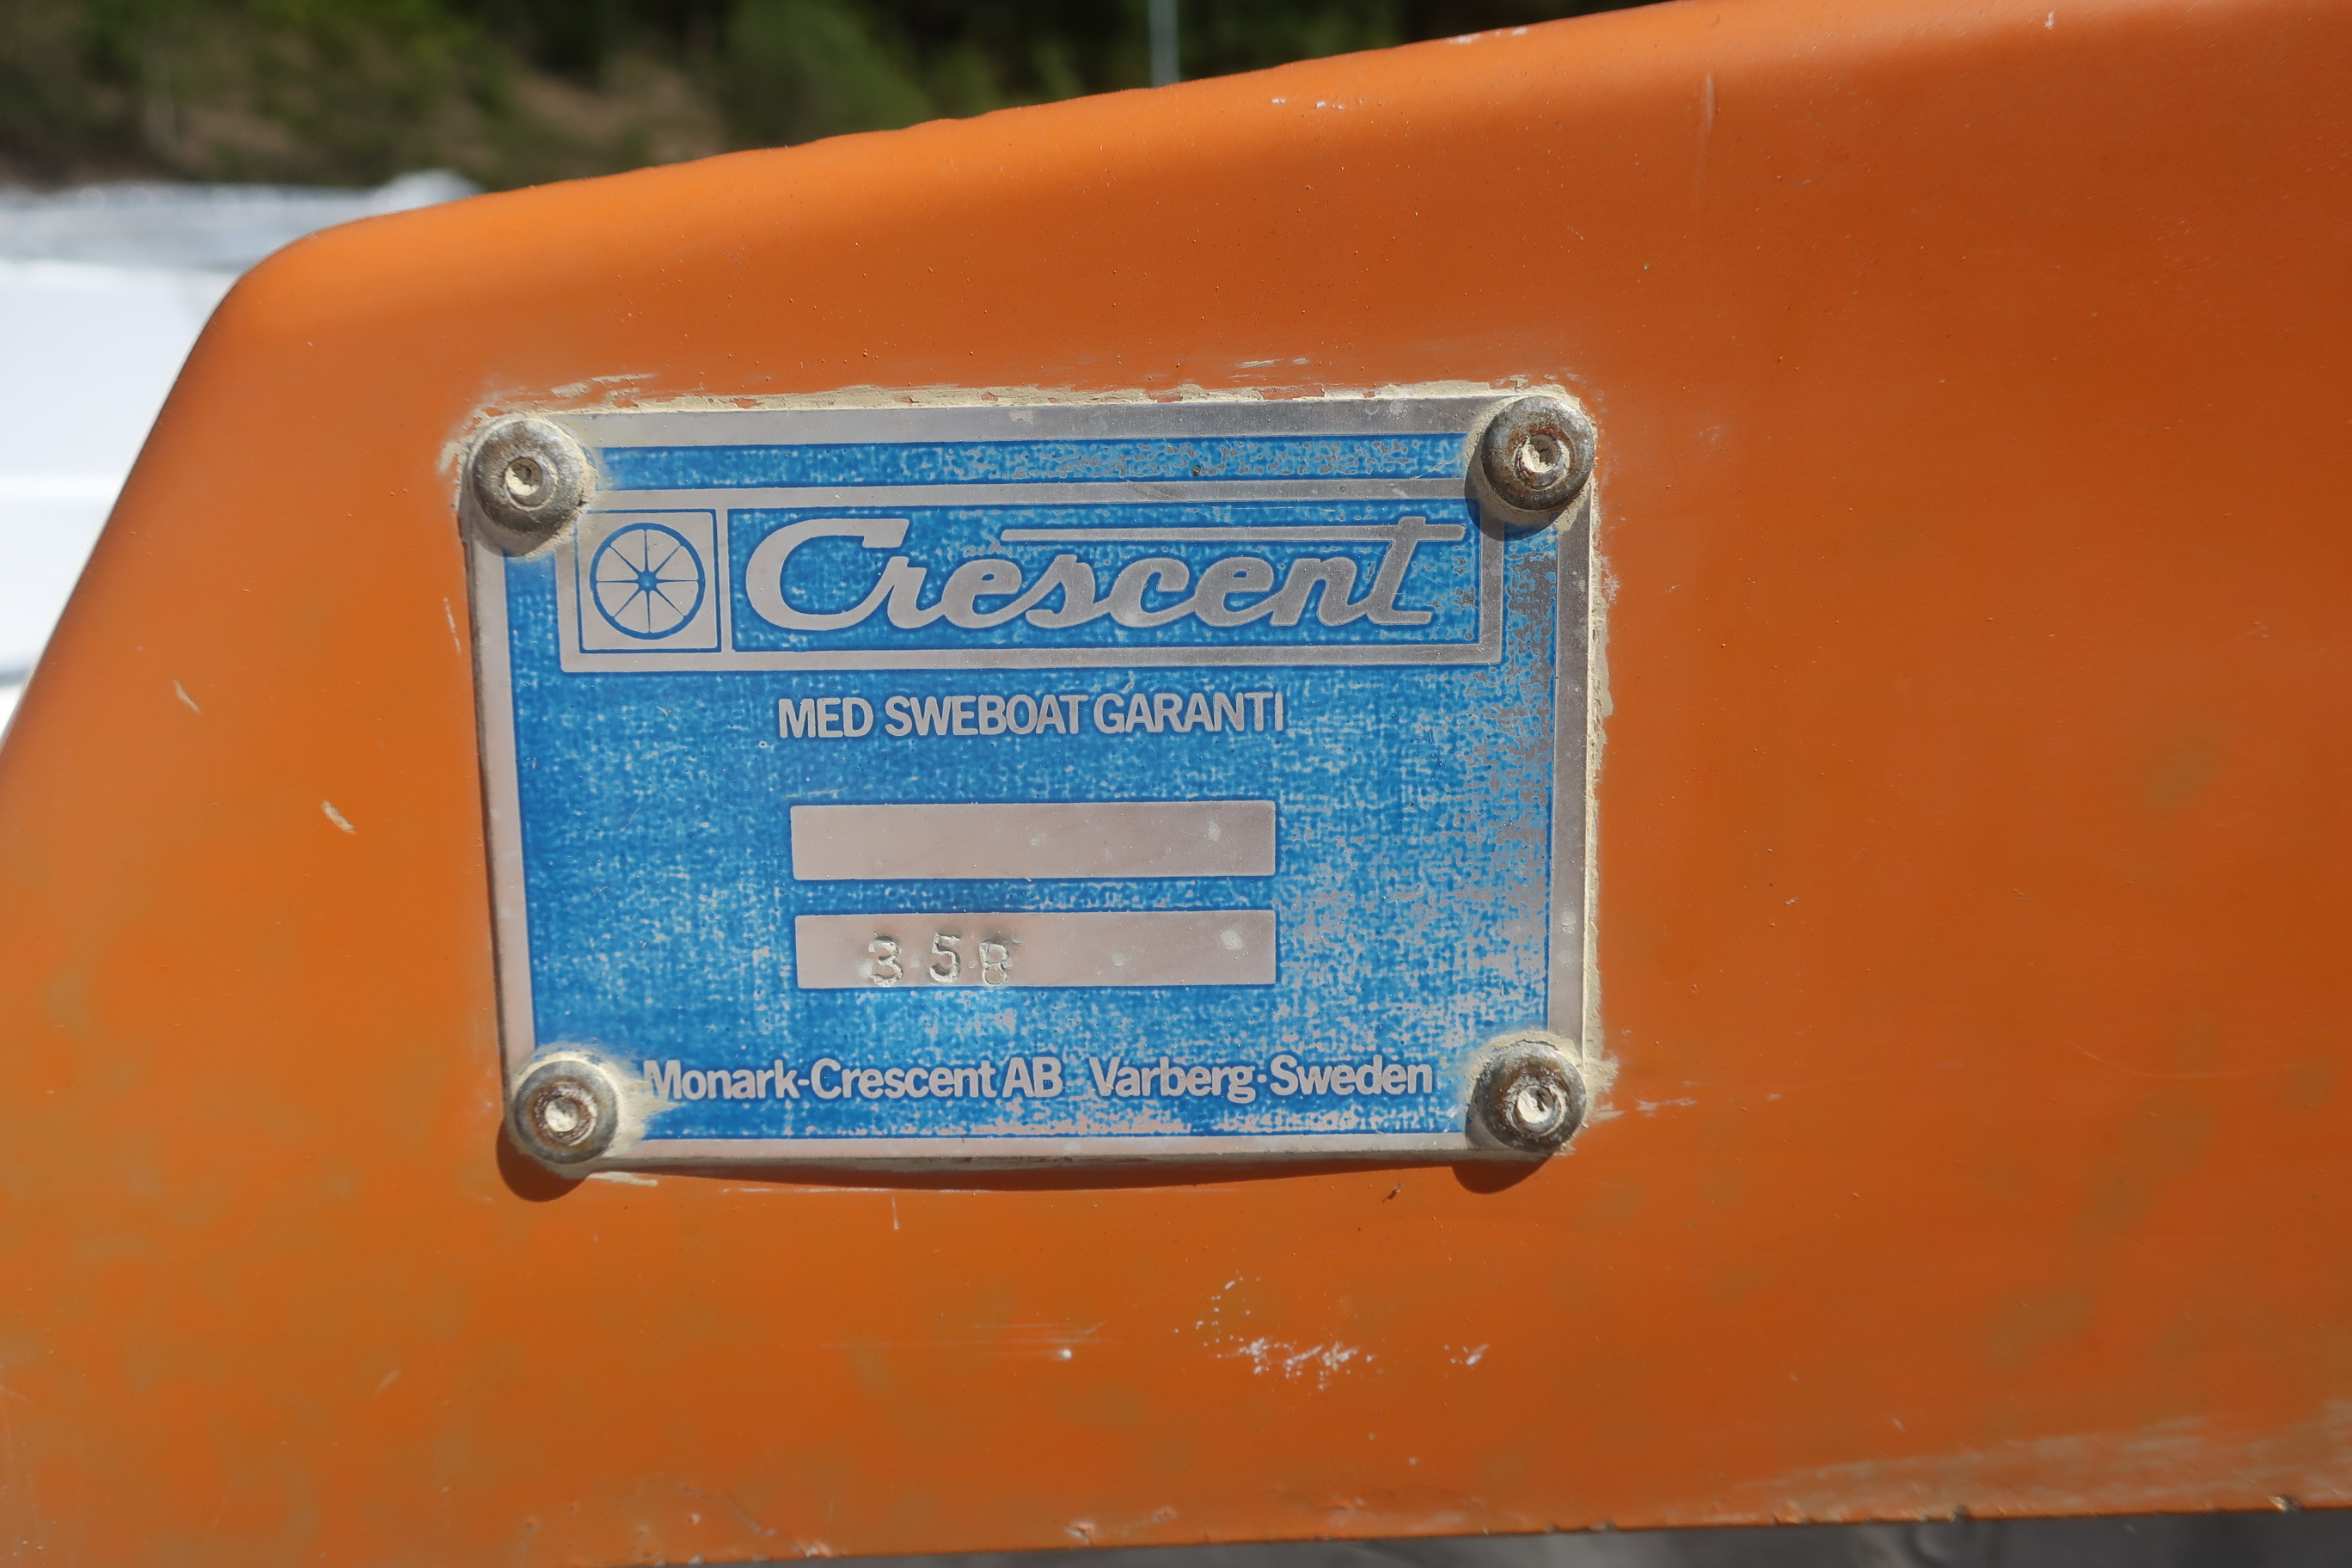 Crescent
MED SWEBOAT GARANTI
358
Monark-Crescent AB Varberg·Sweden